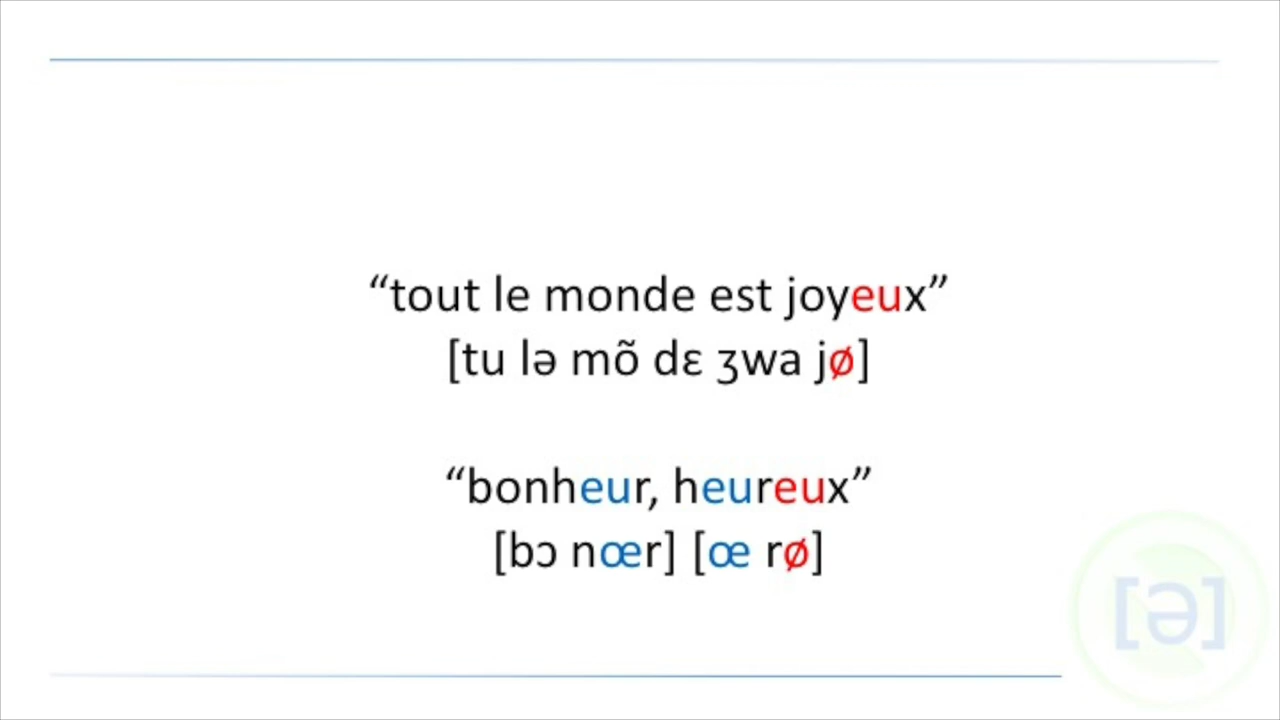 “tout le monde est joyeux”
[tu lə mõ dɛ ʒwa jø]
“bonheur, heureux”
[bɔ nœr] [œ rø]
[ə]